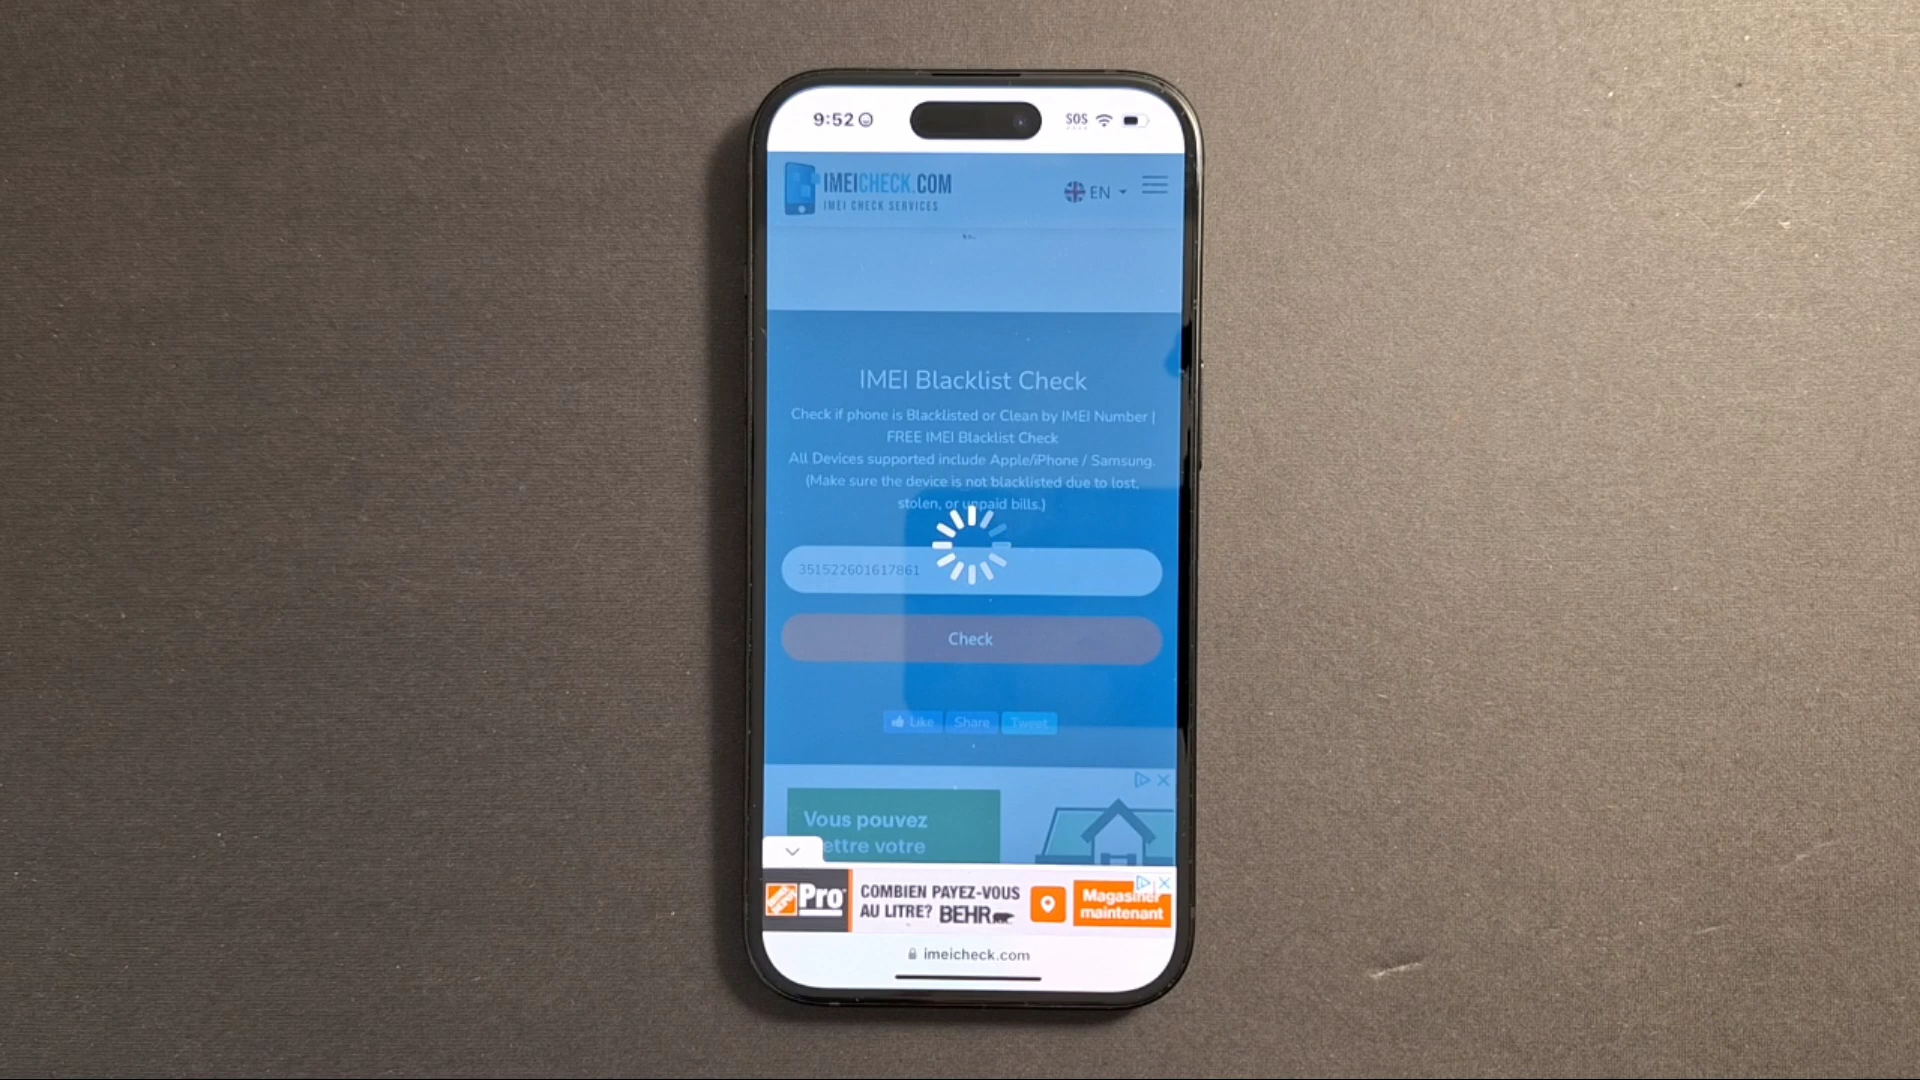 9:52
SOS
IMEICHECK.COM
IMEI CHECK SERVICES
EN
IMEI Blacklist Check
Check if phone is Blacklisted or Clean by IMEI Number |
FREE IMEI Blacklist Check
All Devices supported include Apple/iPhone / Samsung.
(Make sure the device is not blacklisted due to lost,
stolen, or unpaid bills.)
351522601617861
Check
Like Share Tweet
Vous pouvez
ettre votre
Pro
COMBIEN PAYEZ-VOUS
AU LITRE? BEHR
Magasiner
maintenant
imeicheck.com